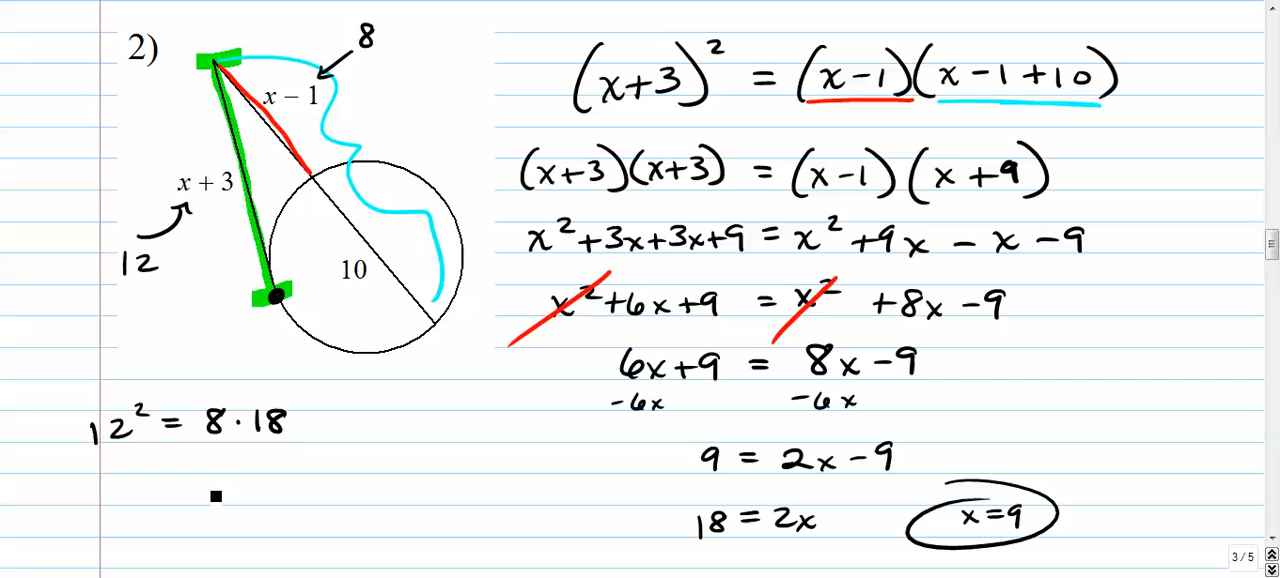 2)
8
x – 1
x + 3
12
10
12² = 8 · 18
(x+3)² = (x-1)(x-1+10)
(x+3)(x+3) = (x-1)(x+9)
x²+3x+3x+9 = x²+9x-x-9
x²+6x+9 = x²+8x-9
6x+9 = 8x-9
-6x -6x
9 = 2x-9
18 = 2x x=9
3 / 5